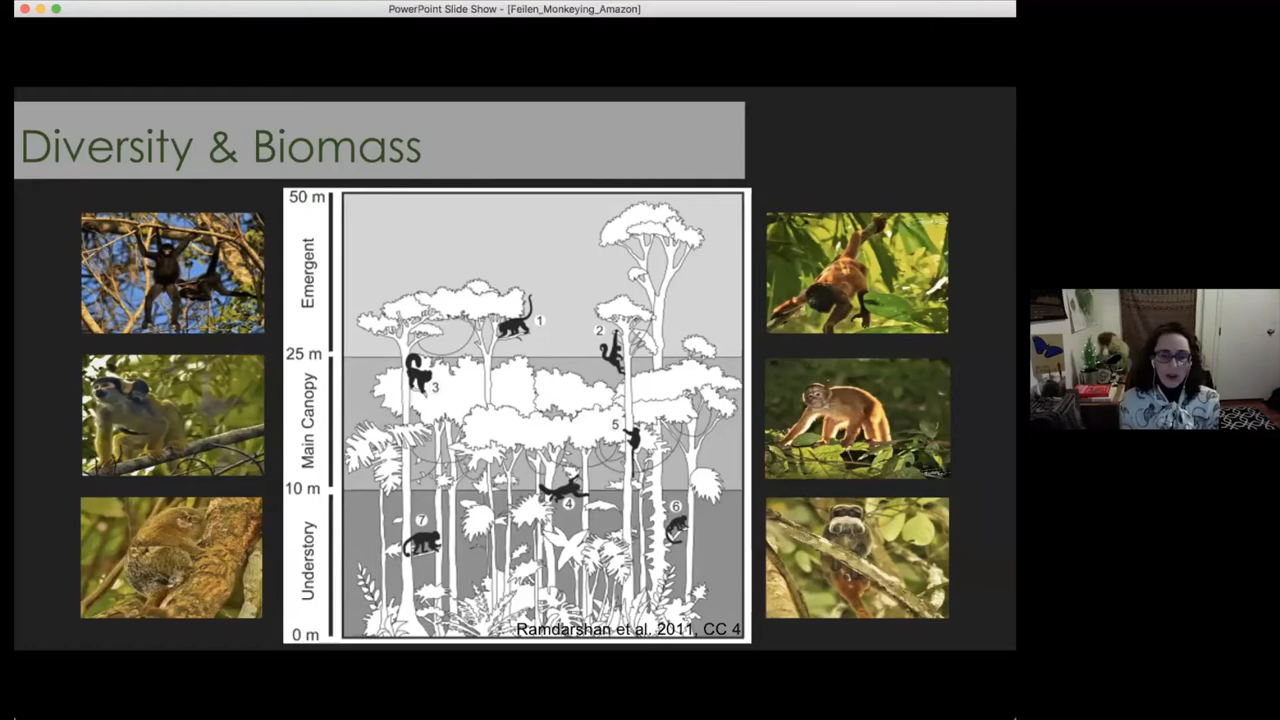 PowerPoint Slide Show - [Feilen_Monkeying_Amazon]
Diversity & Biomass
50 m
Emergent
25 m
Main Canopy
10 m
Understory
0 m
1
2
3
5
4
6
7
Ramdarshan et al. 2011, CC 4